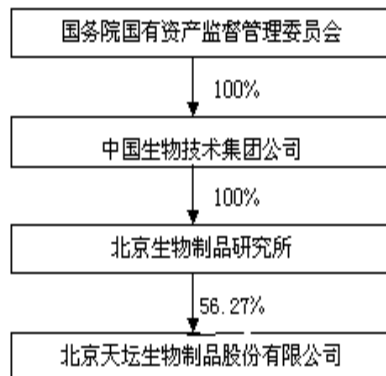 国务院国有资产监督管理委员会
100%
中国生物技术集团公司
100%
北京生物制品研究所
56.27%
北京天坛生物制品股份有限公司